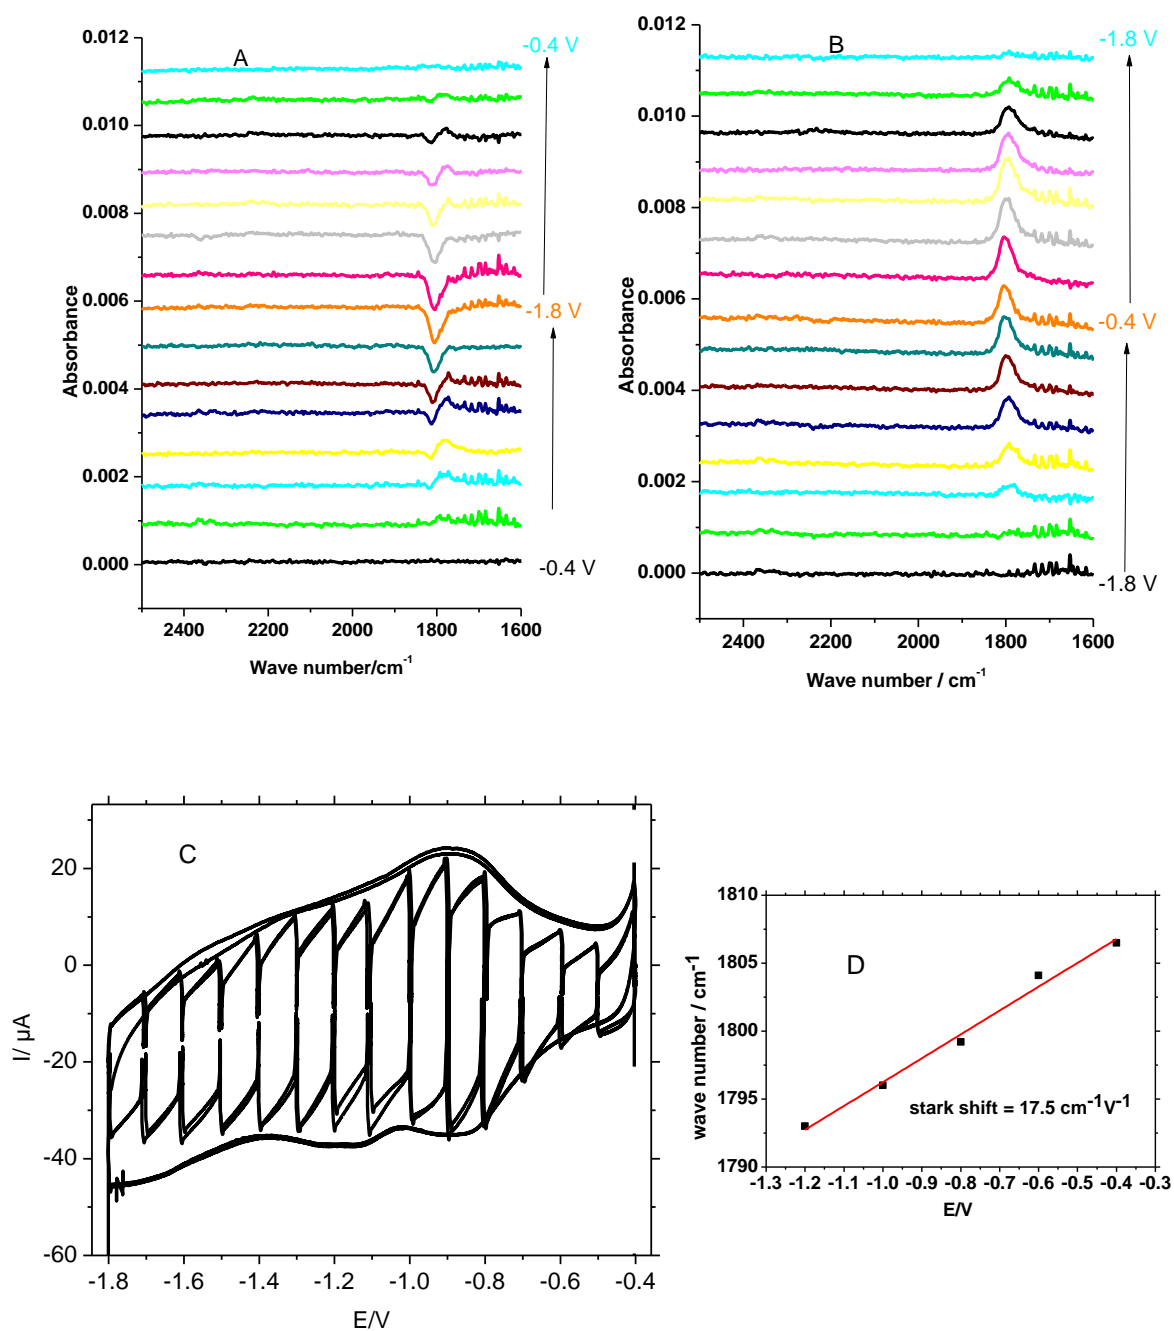 A
-0.4 V
0.012
0.010
0.008
0.006
0.004
0.002
0.000
-1.8 V
-0.4 V
Absorbance
2400 2200 2000 1800 1600
Wave number/cm⁻¹
B
-1.8 V
0.012
0.010
0.008
0.006
0.004
0.002
0.000
-0.4 V
-1.8 V
Absorbance
2400 2200 2000 1800 1600
Wave number / cm⁻¹
C
20
0
-20
-40
-60
I/ µA
-1.8 -1.6 -1.4 -1.2 -1.0 -0.8 -0.6 -0.4
E/V
D
1810
1805
1800
1795
1790
wave number / cm⁻¹
stark shift = 17.5 cm⁻¹V⁻¹
-1.3 -1.2 -1.1 -1.0 -0.9 -0.8 -0.7 -0.6 -0.5 -0.4 -0.3
E/V